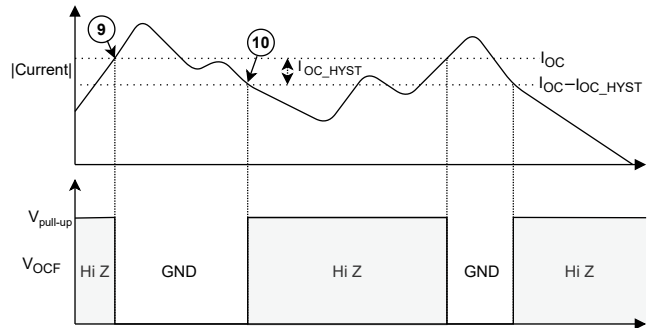 9
10
|Current|
I_OC_HYST
I_OC
I_OC–I_OC_HYST
V_pull-up
V_OCF
Hi Z
GND
Hi Z
GND
Hi Z